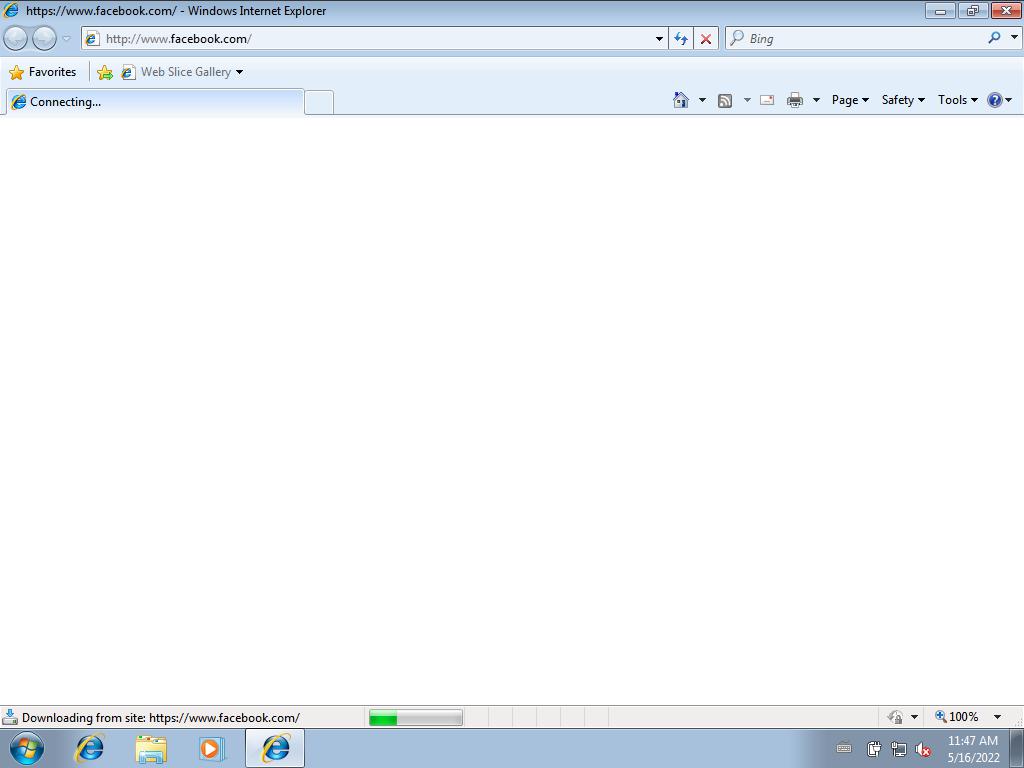 https://www.facebook.com/ - Windows Internet Explorer
http://www.facebook.com/
Bing
Favorites
Web Slice Gallery
Connecting...
Page
Safety
Tools
Downloading from site: https://www.facebook.com/
100%
11:47 AM
5/16/2022